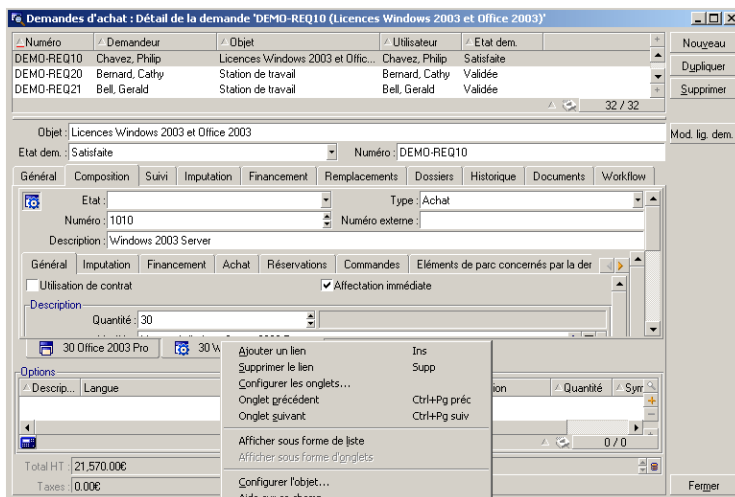 Demandes d'achat : Détail de la demande 'DEMO-REQ10 (Licences Windows 2003 et Office 2003)'
Numéro Demandeur Objet Utilisateur Etat dem.
DEMO-REQ10 Chavez, Philip Licences Windows 2003 et Offic... Chavez, Philip Satisfaite
DEMO-REQ20 Bernard, Cathy Station de travail Bernard, Cathy Validée
DEMO-REQ21 Bell, Gerald Station de travail Bell, Gerald Validée
32 / 32
Nouveau
Dupliquer
Supprimer
Mod. lig. dem.
Objet : Licences Windows 2003 et Office 2003
Etat dem. : Satisfaite Numéro : DEMO-REQ10
Général Composition Suivi Imputation Financement Remplacements Dossiers Historique Documents Workflow
Etat : Type : Achat
Numéro : 1010 Numéro externe :
Description : Windows 2003 Server
Général Imputation Financement Achat Réservations Commandes Eléments de parc concernés par la der
Utilisation de contrat Affectation immédiate
Description
Quantité : 30
30 Office 2003 Pro 30 W
Ajouter un lien Ins
Supprimer le lien Supp
Configurer les onglets...
Onglet précédent Ctrl+Pg préc
Onglet suivant Ctrl+Pg suiv
Afficher sous forme de liste
Afficher sous forme d'onglets
Configurer l'objet...
Options
Descrip... Langue ion Quantité Sym
0 / 0
Total HT : 21,570.00€
Taxes : 0.00€
Fermer